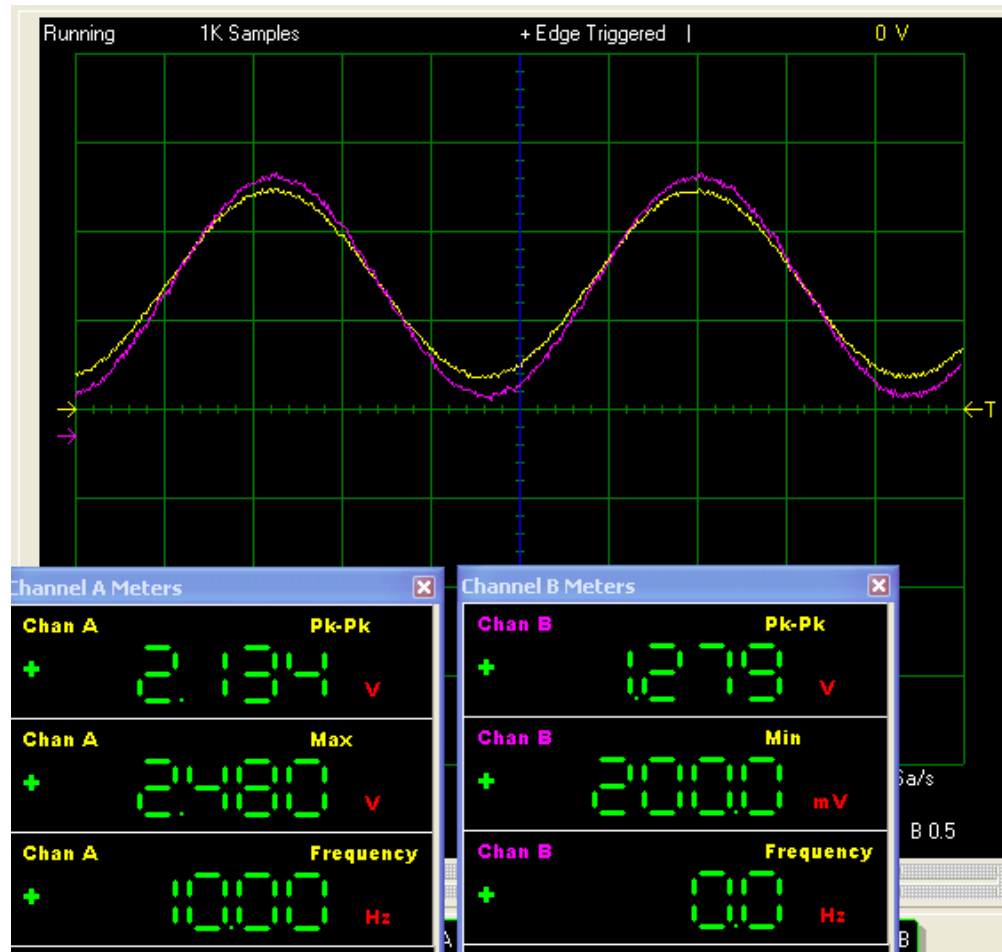 Running 1K Samples + Edge Triggered | 0 V
T
Channel A Meters
Chan A Pk-Pk
+ 2.134 V
Chan A Max
+ 2.480 V
Chan A Frequency
+ 10.00 Hz
Channel B Meters
Chan B Pk-Pk
+ 1.279 V
Chan B Min
+ 200.0 mV
Chan B Frequency
+ 0.0 Hz
Sa/s
B 0.5
A
B